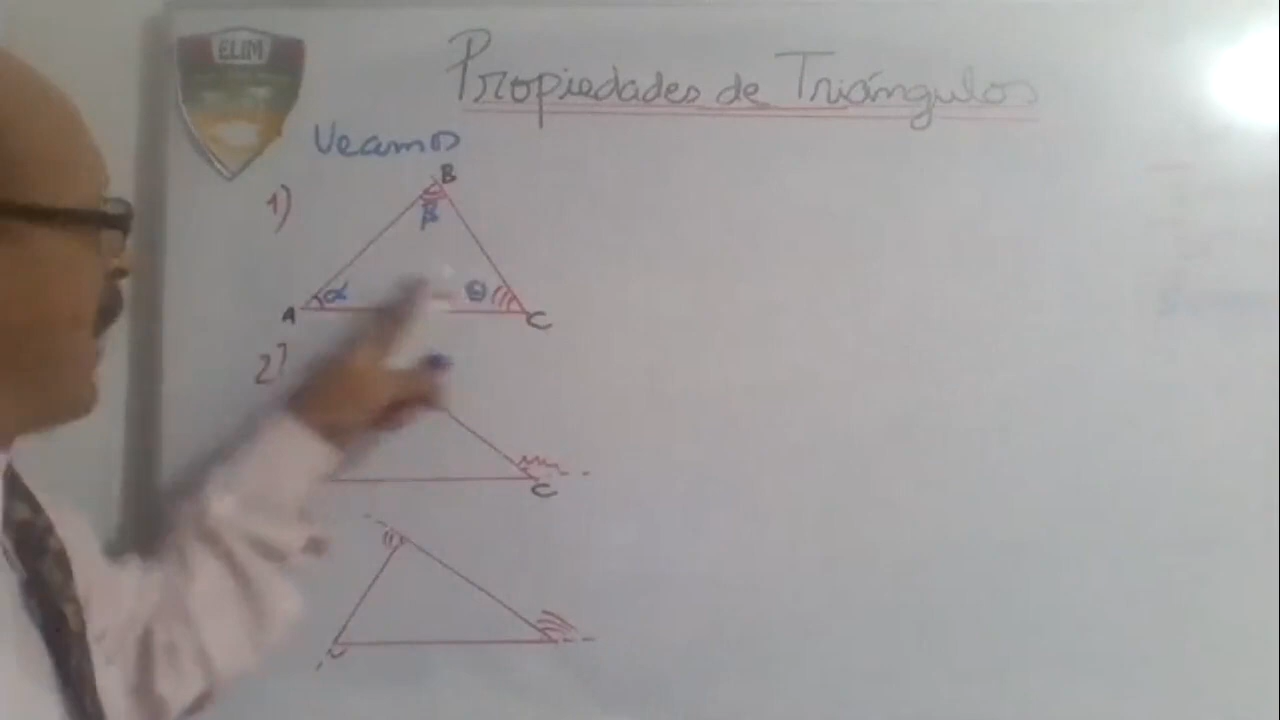 ELIM
Propiedades de Triángulos
Veamos
1)
B
β
α
θ
A
C
2)
C